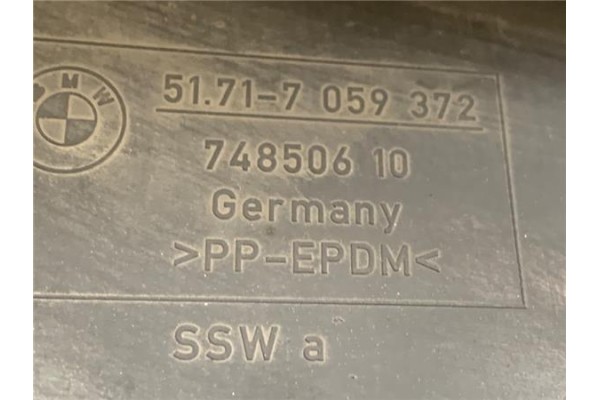 BMW
51.71-7 059 372
748506 10
Germany
>PP-EPDM<
SSW a